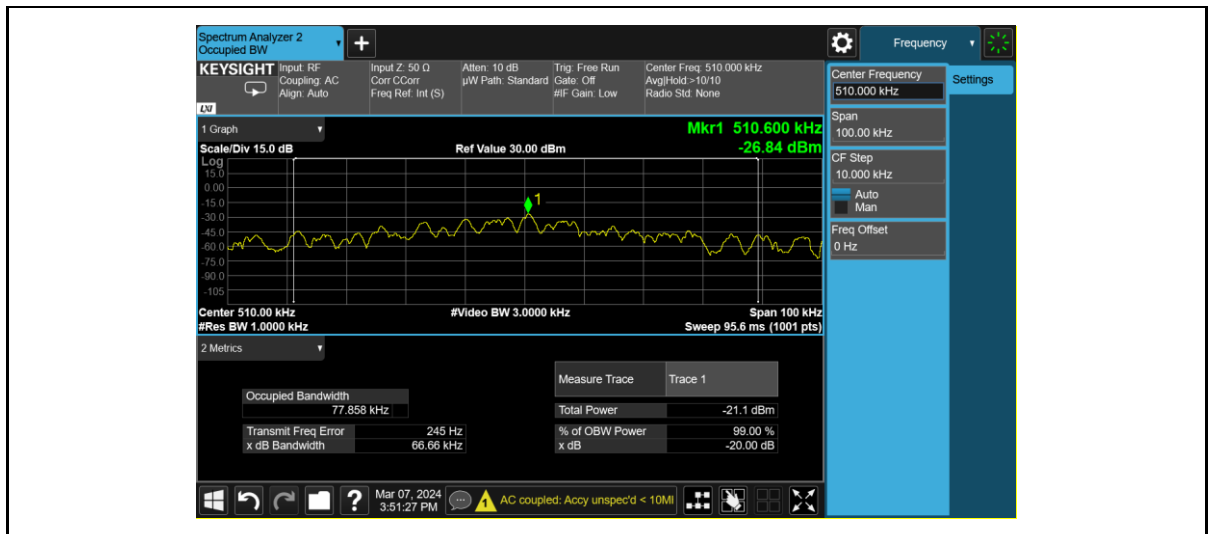 Spectrum Analyzer 2
Occupied BW
Frequency
KEYSIGHT
LXI
Input: RF
Coupling: AC
Align: Auto
Input Z: 50 Ω
Corr CCorr
Freq Ref: Int (S)
Atten: 10 dB
µW Path: Standard
Trig: Free Run
Gate: Off
#IF Gain: Low
Center Freq: 510.000 kHz
Avg|Hold:>10/10
Radio Std: None
1 Graph
Mkr1 510.600 kHz
-26.84 dBm
Scale/Div 15.0 dB
Ref Value 30.00 dBm
Log
15.0
0.00
-15.0
-30.0
-45.0
-60.0
-75.0
-90.0
-105
1
Center 510.00 kHz
#Video BW 3.0000 kHz
Span 100 kHz
#Res BW 1.0000 kHz
Sweep 95.6 ms (1001 pts)
2 Metrics
Measure Trace Trace 1
Occupied Bandwidth
77.858 kHz
Total Power -21.1 dBm
Transmit Freq Error 245 Hz
% of OBW Power 99.00 %
x dB Bandwidth 66.66 kHz
x dB -20.00 dB
Center Frequency
510.000 kHz
Span
100.00 kHz
CF Step
10.000 kHz
Auto
Man
Freq Offset
0 Hz
Settings
?
Mar 07, 2024
3:51:27 PM
1
AC coupled: Accy unspec'd < 10MI